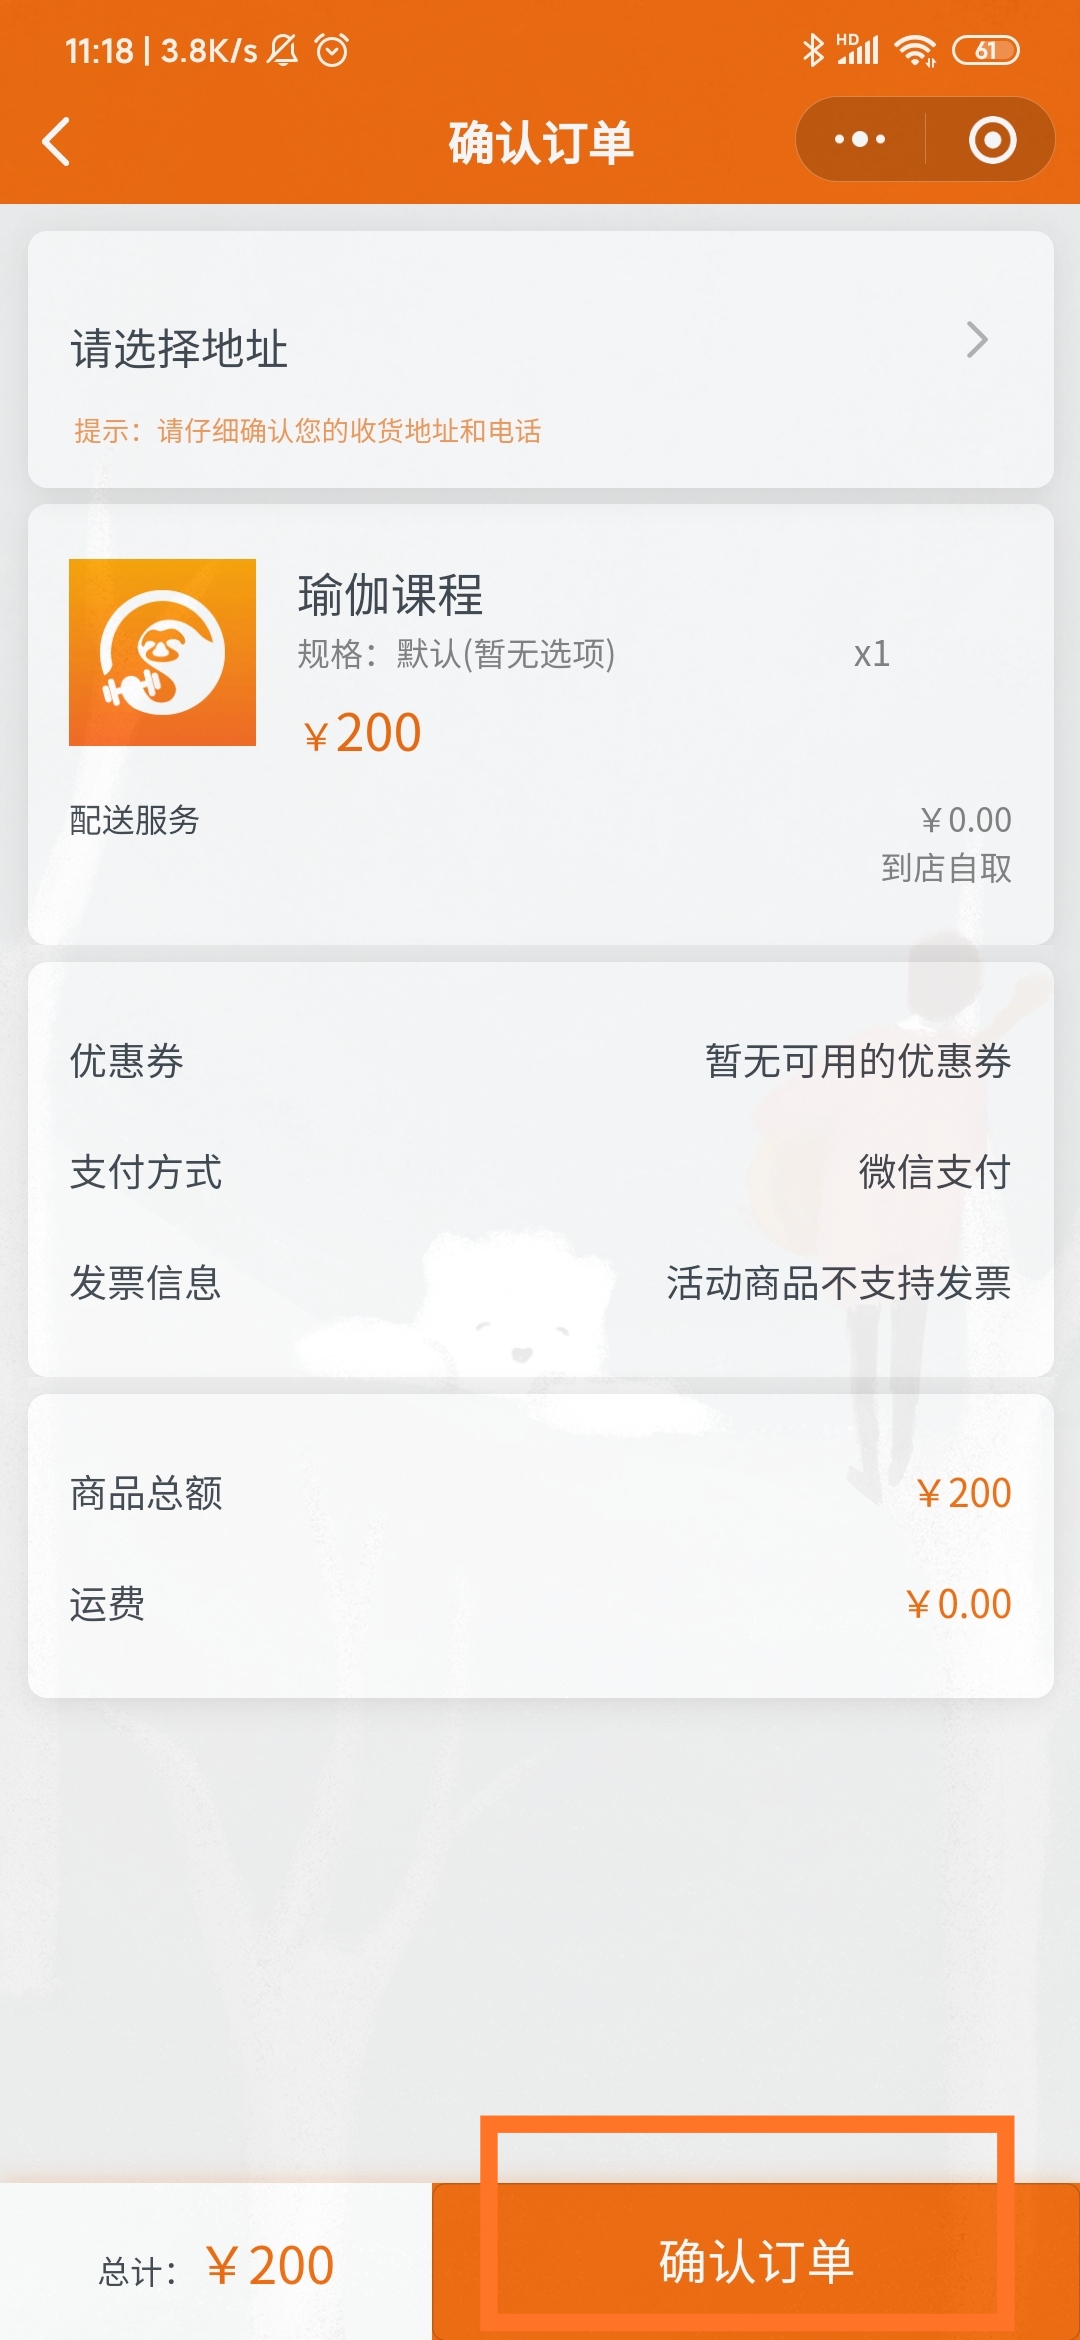 11:18 | 3.8K/s
HD
61
确认订单
请选择地址
提示：请仔细确认您的收货地址和电话
瑜伽课程
规格：默认(暂无选项)
x1
￥200
配送服务
￥0.00
到店自取
优惠券
暂无可用的优惠券
支付方式
微信支付
发票信息
活动商品不支持发票
商品总额
￥200
运费
￥0.00
总计：￥200
确认订单